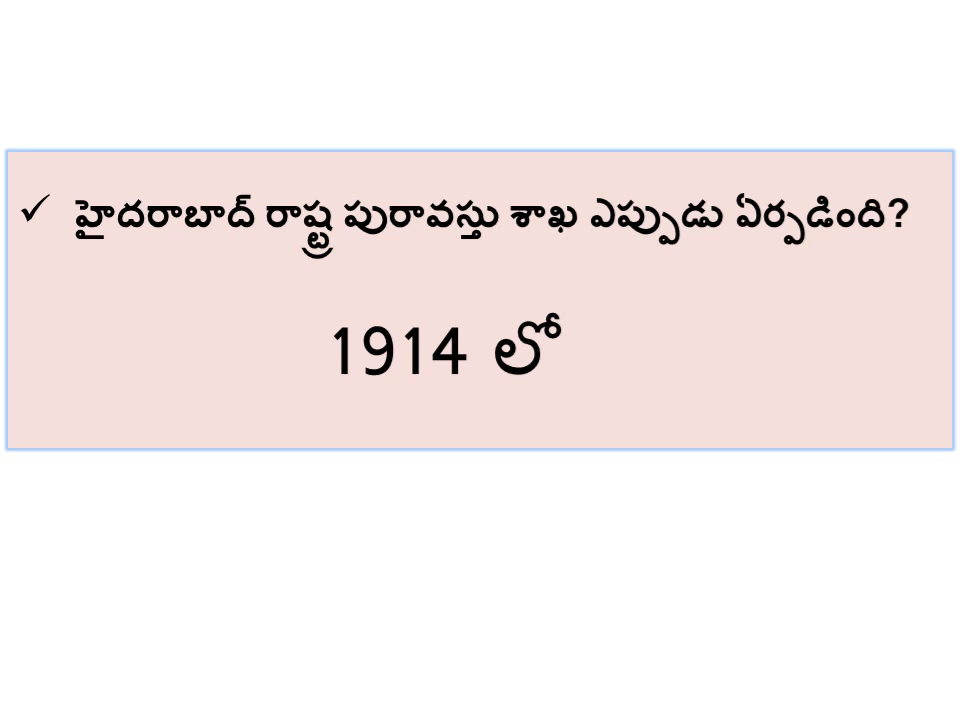 ✓ హైదరాబాద్ రాష్ట్ర పురావస్తు శాఖ ఎప్పుడు ఏర్పడింది?
1914 లో